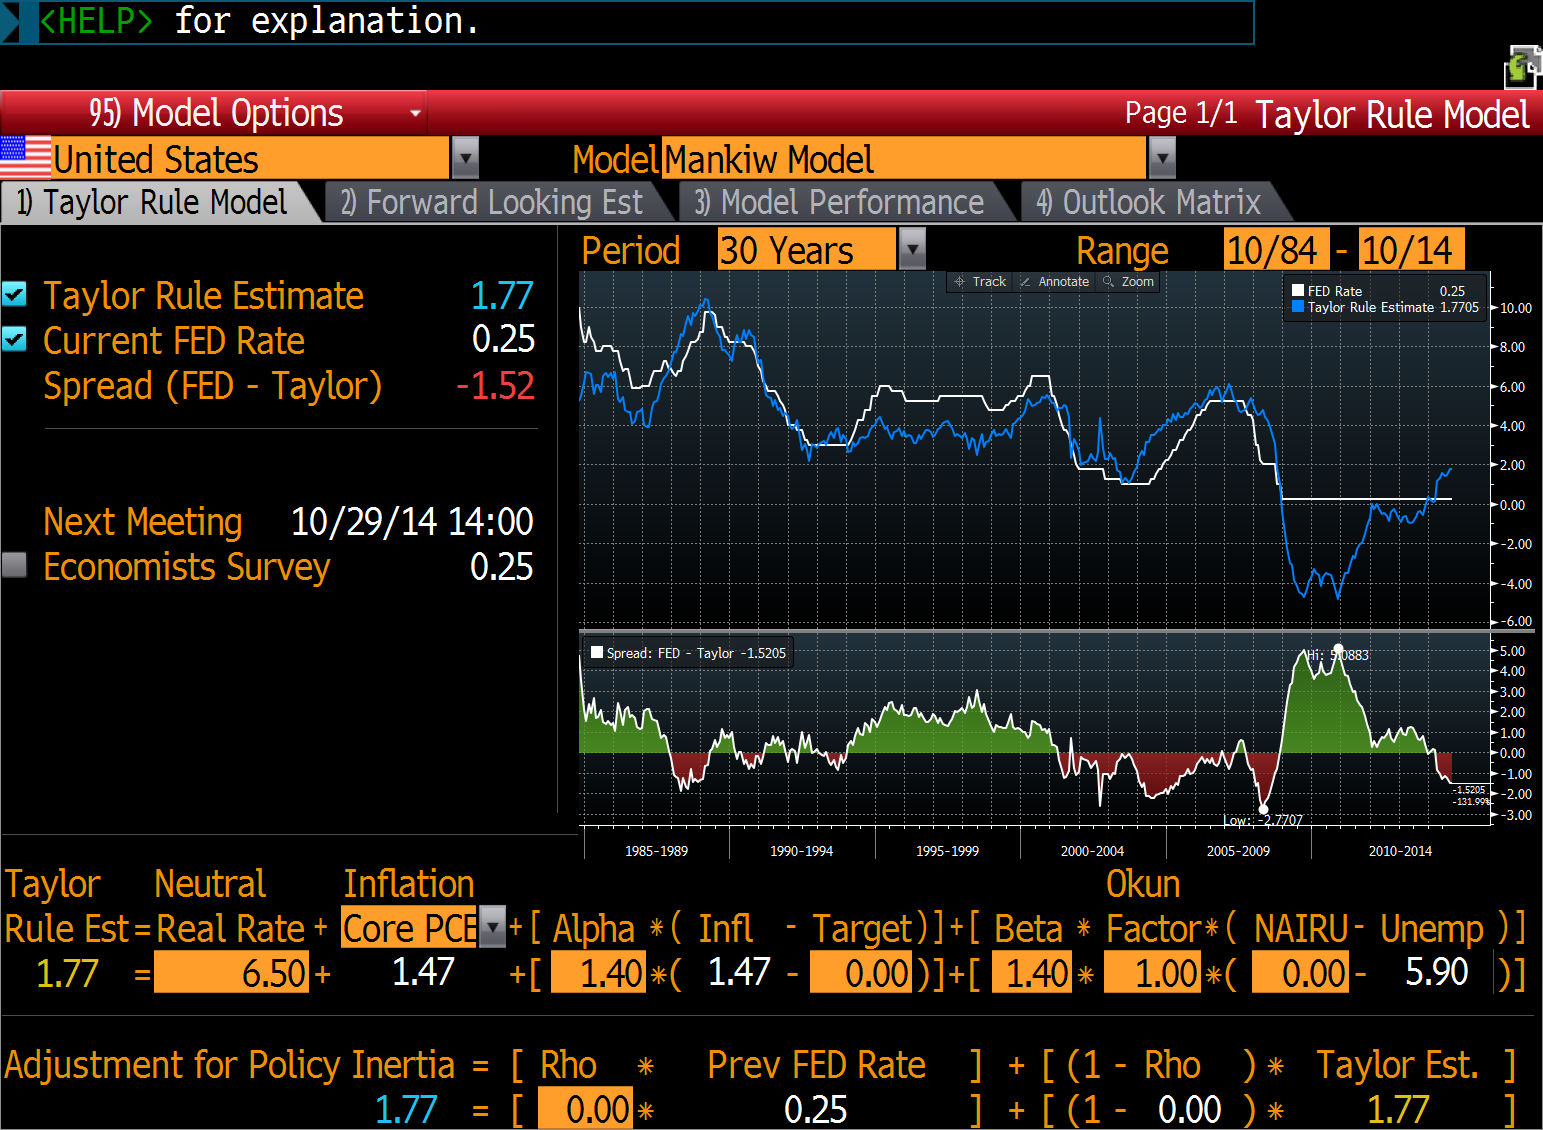 <HELP> for explanation.
95) Model Options Page 1/1 Taylor Rule Model
United States Model Mankiw Model
1) Taylor Rule Model 2) Forward Looking Est 3) Model Performance 4) Outlook Matrix
Period 30 Years Range 10/84 - 10/14
Track Annotate Zoom
Taylor Rule Estimate 1.77
Current FED Rate 0.25
Spread (FED - Taylor) -1.52
Next Meeting 10/29/14 14:00
Economists Survey 0.25
FED Rate 0.25
Taylor Rule Estimate 1.7705
10.00
8.00
6.00
4.00
2.00
0.00
-2.00
-4.00
-6.00
Spread: FED - Taylor -1.5205
Hi: 5.0883
5.00
4.00
3.00
2.00
1.00
0.00
-1.00
-1.5205
-131.99%
-2.00
-3.00
Low: -2.7707
1985-1989 1990-1994 1995-1999 2000-2004 2005-2009 2010-2014
Taylor Neutral Inflation Okun
Rule Est = Real Rate + Core PCE +[ Alpha *( Infl - Target )]+[ Beta * Factor *( NAIRU - Unemp )]
1.77 = 6.50 + 1.47 +[ 1.40 *( 1.47 - 0.00 )]+[ 1.40 * 1.00 *( 0.00 - 5.90 )]
Adjustment for Policy Inertia = [ Rho * Prev FED Rate ] + [ (1 - Rho ) * Taylor Est. ]
1.77 = [ 0.00 * 0.25 ] + [ (1 - 0.00 ) * 1.77 ]